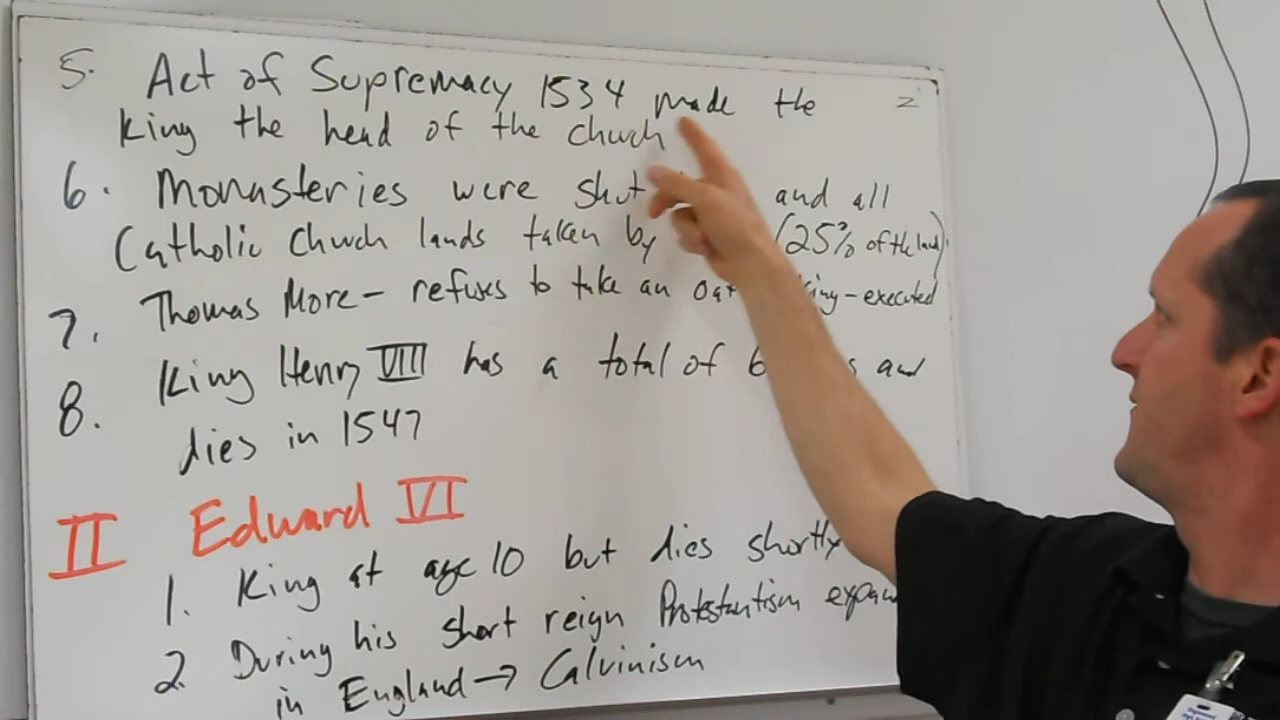 5. Act of Supremacy 1534 made the
2
King the head of the church
6. Monasteries were shut and all
Catholic Church lands taken by (25% of the land)
7. Thomas More - refuses to take an king - executed
8. King Henry VIII has a total of 6 and
dies in 1547
II Edward VI
1. King at age 10 but dies shortly
2. During his short reign Protestantism
in England → Calvinism